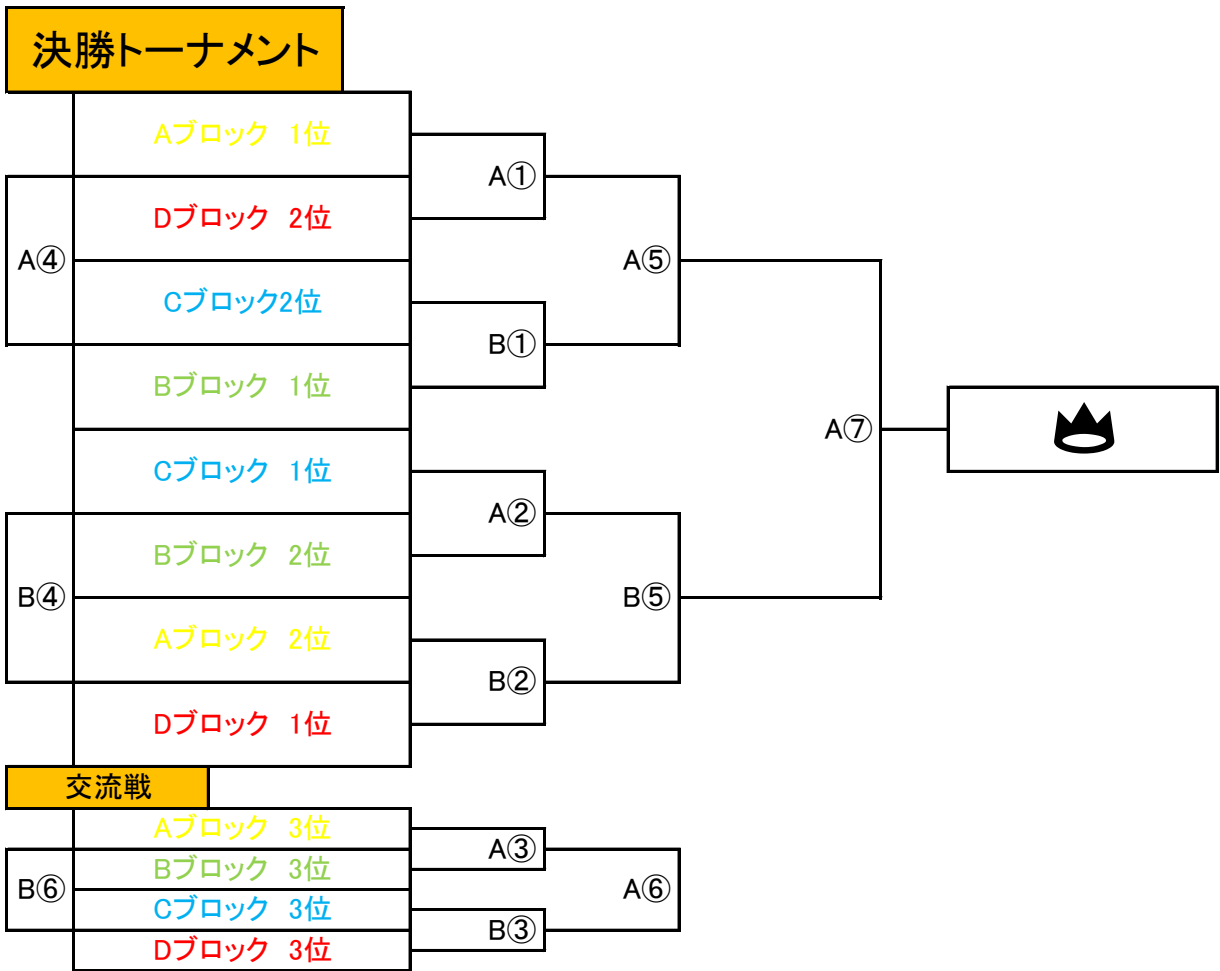 決勝トーナメント
Aブロック　1位
A①
Dブロック　2位
A④
A⑤
Cブロック2位
B①
Bブロック　1位
A⑦
Cブロック　1位
A②
Bブロック　2位
B④
B⑤
Aブロック　2位
B②
Dブロック　1位
交流戦
Aブロック　3位
A③
Bブロック　3位
B⑥
A⑥
Cブロック　3位
B③
Dブロック　3位